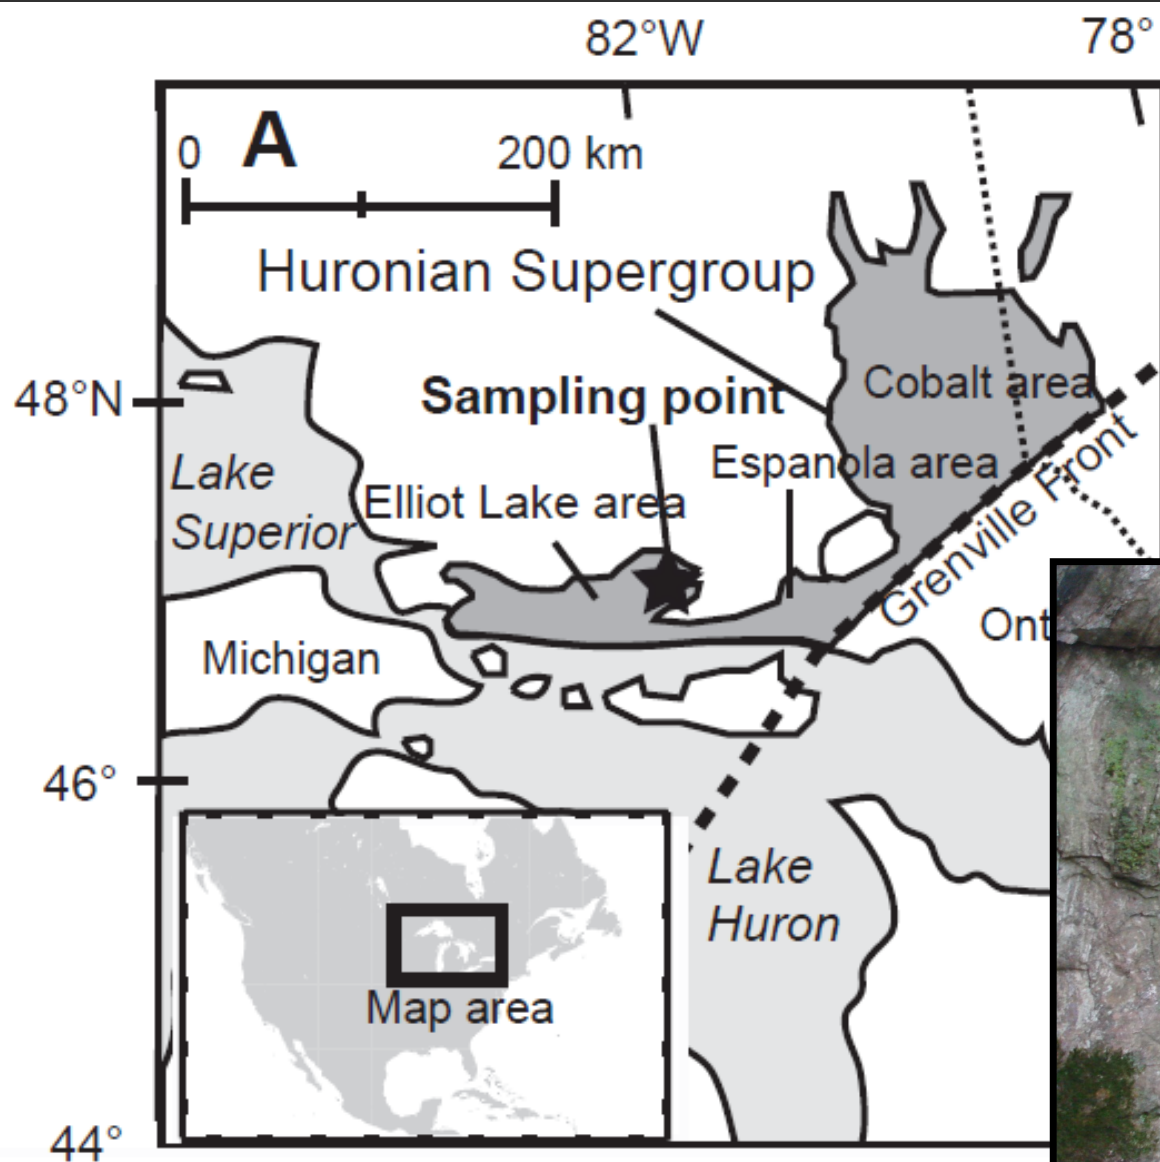 82°W
78°
A
0
200 km
Huronian Supergroup
48°N
Sampling point
Cobalt area
Lake
Superior
Elliot Lake area
Espanola area
Grenville Front
Michigan
Ont
46°
Lake
Huron
Map area
44°